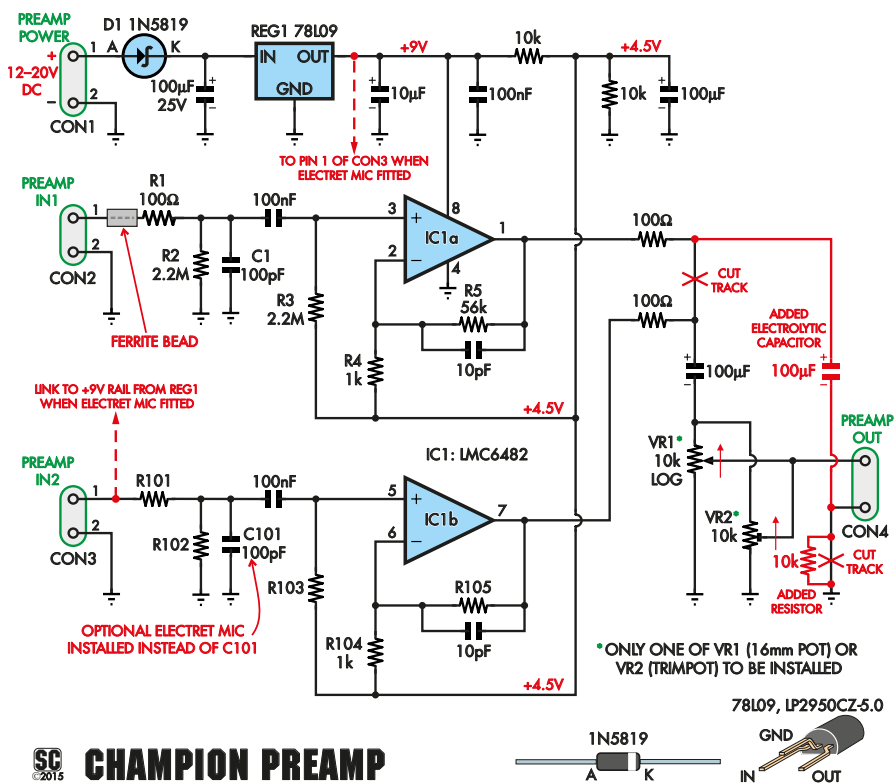 PREAMP
POWER
+
12–20V
DC
–
1
2
CON1
D1 1N5819
A
K
100µF
25V
+
–
REG1 78L09
IN
OUT
GND
+9V
+
10µF
–
TO PIN 1 OF CON3 WHEN
ELECTRET MIC FITTED
100nF
10k
10k
+4.5V
+
100µF
–
PREAMP
IN1
1
2
CON2
FERRITE BEAD
R1
100Ω
R2
2.2M
C1
100pF
100nF
R3
2.2M
3
+
2
–
IC1a
8
4
1
R5
56k
10pF
R4
1k
+4.5V
100Ω
100Ω
CUT
TRACK
ADDED
ELECTROLYTIC
CAPACITOR
+
100µF
–
+
100µF
–
LINK TO +9V RAIL FROM REG1
WHEN ELECTRET MIC FITTED
IC1: LMC6482
PREAMP
IN2
1
2
CON3
R101
R102
C101
100pF
100nF
R103
5
+
6
–
IC1b
7
R105
10pF
R104
1k
+4.5V
OPTIONAL ELECTRET MIC
INSTALLED INSTEAD OF C101
VR1*
10k
LOG
VR2*
10k
PREAMP
OUT
CON4
10k
CUT
TRACK
ADDED
RESISTOR
* ONLY ONE OF VR1 (16mm POT) OR
VR2 (TRIMPOT) TO BE INSTALLED
SC
©2015
CHAMPION PREAMP
1N5819
A
K
78L09, LP2950CZ-5.0
GND
IN
OUT